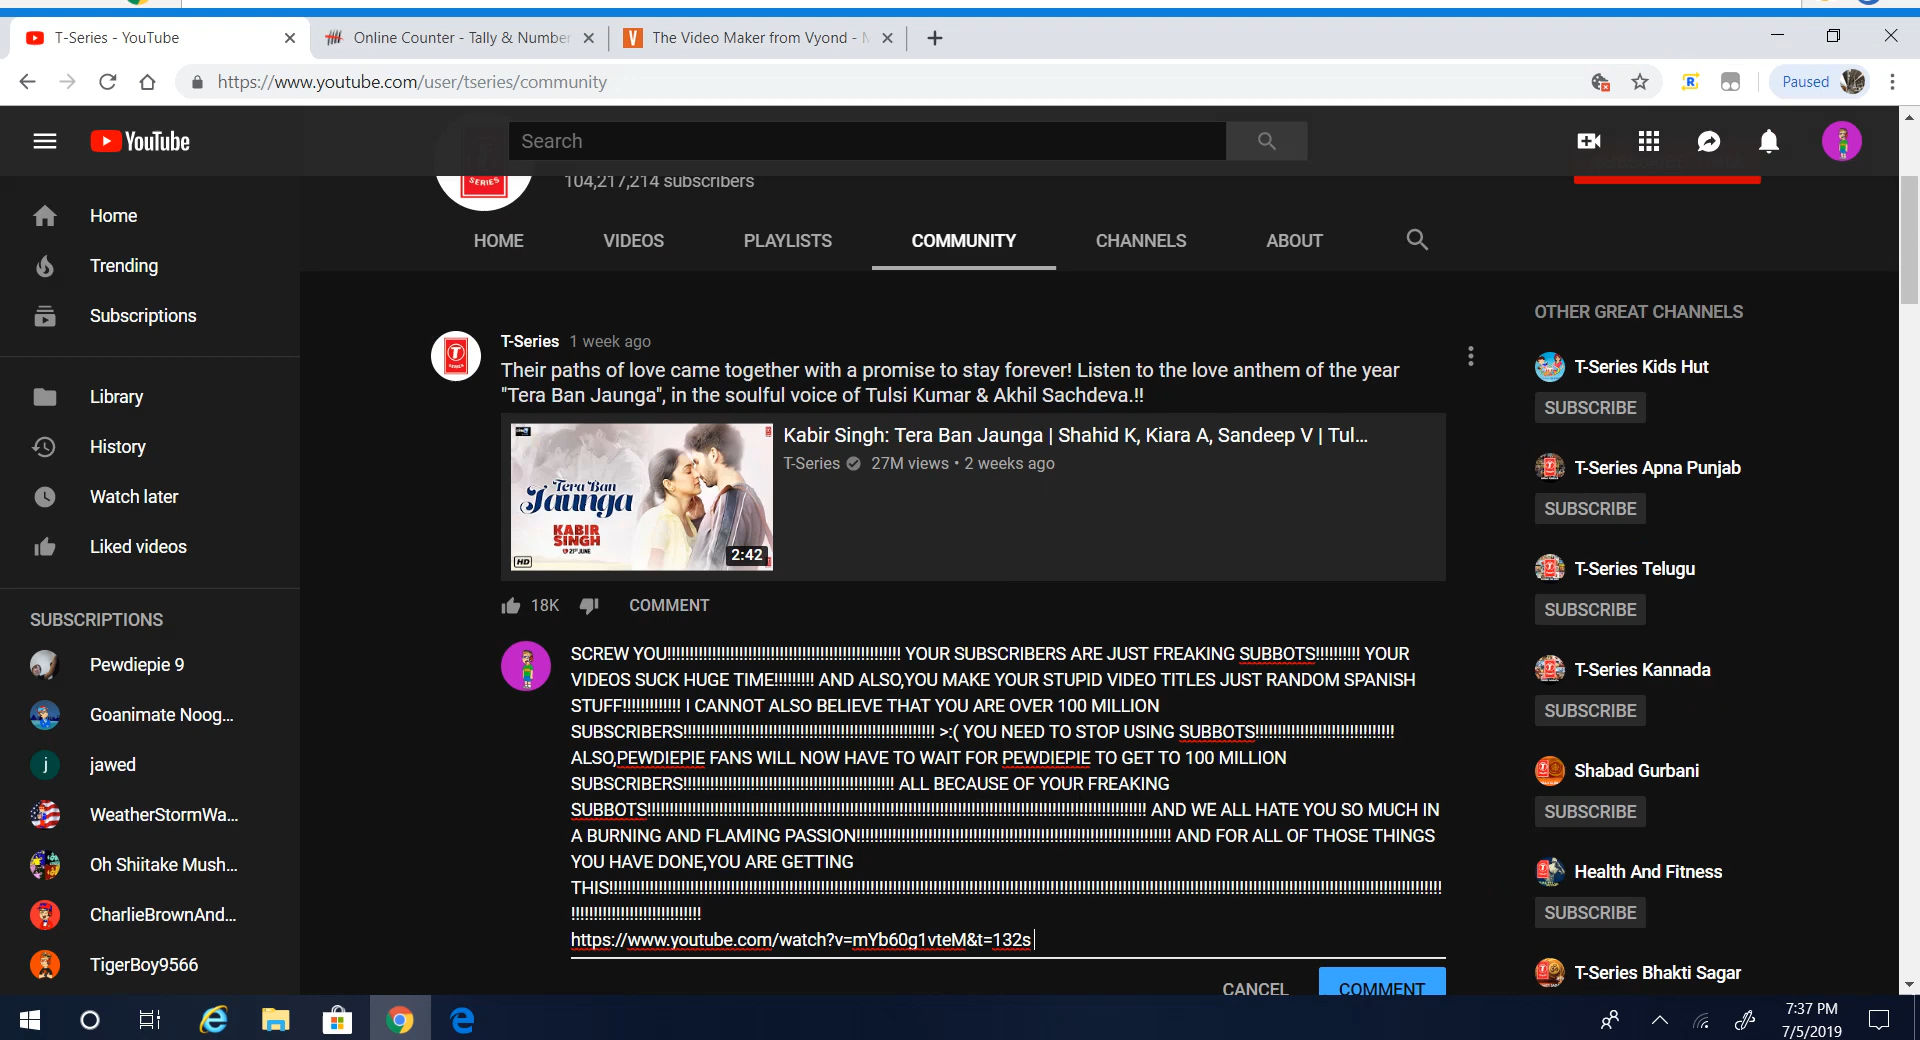 T-Series - YouTube
Online Counter - Tally & Number
The Video Maker from Vyond - M
https://www.youtube.com/user/tseries/community
Paused
YouTube
Search
SERIES
104,217,214 subscribers
HOME
VIDEOS
PLAYLISTS
COMMUNITY
CHANNELS
ABOUT
Home
Trending
Subscriptions
Library
History
Watch later
Liked videos
SUBSCRIPTIONS
Pewdiepie 9
Goanimate Noog...
j
jawed
WeatherStormWa...
Oh Shiitake Mush...
CharlieBrownAnd...
TigerBoy9566
T-Series 1 week ago
Their paths of love came together with a promise to stay forever! Listen to the love anthem of the year
"Tera Ban Jaunga", in the soulful voice of Tulsi Kumar & Akhil Sachdeva.!!
Tera Ban
Jaunga
KABIR
SINGH
21ST JUNE
HD
2:42
Kabir Singh: Tera Ban Jaunga | Shahid K, Kiara A, Sandeep V | Tul...
T-Series 27M views • 2 weeks ago
18K COMMENT
SCREW YOU!!!!!!!!!!!!!!!!!!!!!!!!!!!!!!!!!!!!!!!!!!!!!!!!!!!! YOUR SUBSCRIBERS ARE JUST FREAKING SUBBOTS!!!!!!!!!! YOUR
VIDEOS SUCK HUGE TIME!!!!!!!!! AND ALSO,YOU MAKE YOUR STUPID VIDEO TITLES JUST RANDOM SPANISH
STUFF!!!!!!!!!!!!! I CANNOT ALSO BELIEVE THAT YOU ARE OVER 100 MILLION
SUBSCRIBERS!!!!!!!!!!!!!!!!!!!!!!!!!!!!!!!!!!!!!!!!!!!!!!!!!!!!!!!! >:( YOU NEED TO STOP USING SUBBOTS!!!!!!!!!!!!!!!!!!!!!!!!!!!!!!!
ALSO,PEWDIEPIE FANS WILL NOW HAVE TO WAIT FOR PEWDIEPIE TO GET TO 100 MILLION
SUBSCRIBERS!!!!!!!!!!!!!!!!!!!!!!!!!!!!!!!!!!!!!!!!!!!!!!! ALL BECAUSE OF YOUR FREAKING
SUBBOTS!!!!!!!!!!!!!!!!!!!!!!!!!!!!!!!!!!!!!!!!!!!!!!!!!!!!!!!!!!!!!!!!!!!!!!!!!!!!!!!!!!!!!!!!!!!!!!!!!!!!!!!!!!!!!!! AND WE ALL HATE YOU SO MUCH IN
A BURNING AND FLAMING PASSION!!!!!!!!!!!!!!!!!!!!!!!!!!!!!!!!!!!!!!!!!!!!!!!!!!!!!!!!!!!!!!!!!!!!!! AND FOR ALL OF THOSE THINGS
YOU HAVE DONE,YOU ARE GETTING
THIS!!!!!!!!!!!!!!!!!!!!!!!!!!!!!!!!!!!!!!!!!!!!!!!!!!!!!!!!!!!!!!!!!!!!!!!!!!!!!!!!!!!!!!!!!!!!!!!!!!!!!!!!!!!!!!!!!!!!!!!!!!!!!!!!!!!!!!!!!!!!!!!!!!!!!!!!!!!!!!!!!!!!!!!!!!!!!!!!!!!!!
!!!!!!!!!!!!!!!!!!!!!!!!!!!!!
https://www.youtube.com/watch?v=mYb60g1vteM&t=132s
CANCEL
COMMENT
OTHER GREAT CHANNELS
T-Series Kids Hut
SUBSCRIBE
T-Series Apna Punjab
SUBSCRIBE
T-Series Telugu
SUBSCRIBE
T-Series Kannada
SUBSCRIBE
Shabad Gurbani
SUBSCRIBE
Health And Fitness
SUBSCRIBE
T-Series Bhakti Sagar
7:37 PM
7/5/2019